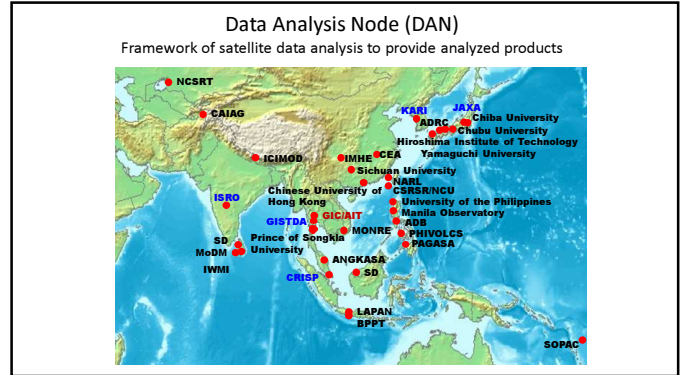 Data Analysis Node (DAN)
Framework of satellite data analysis to provide analyzed products
NCSRT
CAIAG
KARI
JAXA
ADRC
Chiba University
Chubu University
Hiroshima Institute of Technology
Yamaguchi University
ICIMOD
IMHE
CEA
Sichuan University
NARL
Chinese University of
Hong Kong
CSRSR/NCU
ISRO
University of the Philippines
GIC/AIT
Manila Observatory
GISTDA
ADB
MONRE
PHIVOLCS
SD
Prince of Songkla
University
PAGASA
MoDM
IWMI
ANGKASA
SD
CRISP
LAPAN
BPPT
SOPAC